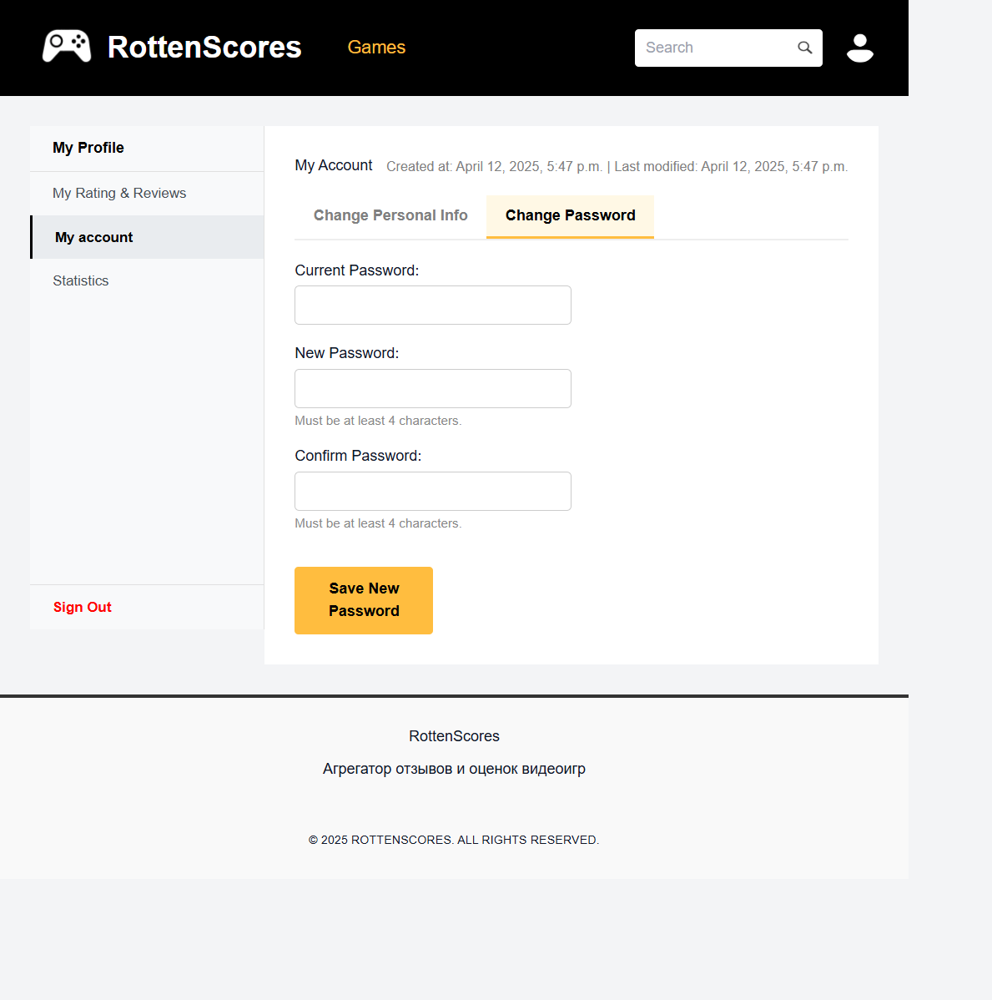 RottenScores
Games
Search
My Profile
My Rating & Reviews
My account
Statistics
Sign Out
My Account
Created at: April 12, 2025, 5:47 p.m. | Last modified: April 12, 2025, 5:47 p.m.
Change Personal Info
Change Password
Current Password:
New Password:
Must be at least 4 characters.
Confirm Password:
Must be at least 4 characters.
Save New
Password
RottenScores
Агрегатор отзывов и оценок видеоигр
© 2025 ROTTENSCORES. ALL RIGHTS RESERVED.